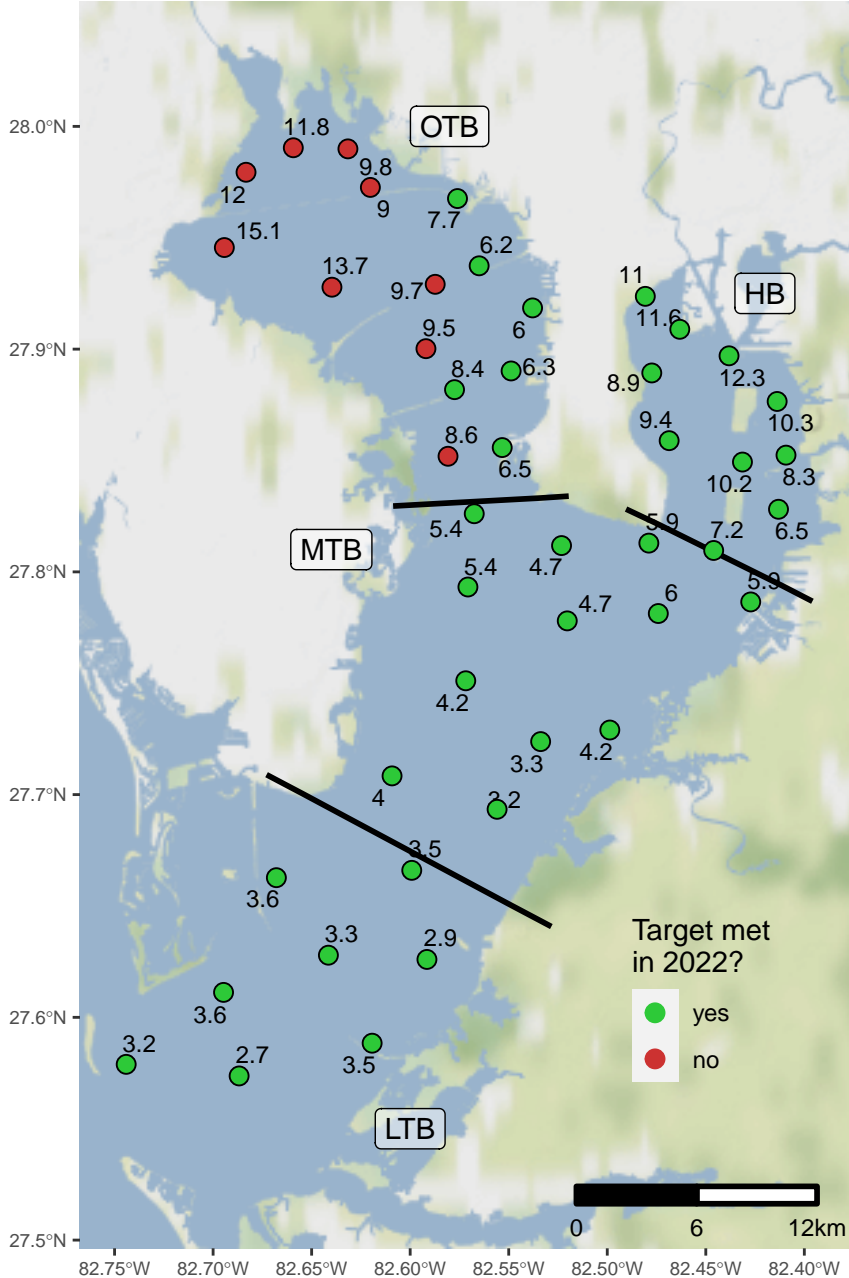 28.0°N
11.8
OTB
9.8
12
9
7.7
15.1
6.2
13.7
9.7
11
HB
11.6
6
9.5
27.9°N
12.3
8.4
6.3
8.9
10.3
9.4
8.6
6.5
10.2
8.3
5.4
5.9
7.2
6.5
MTB
4.7
27.8°N
5.4
5.9
4.7
6
4.2
3.3
4.2
27.7°N
4
3.2
3.5
3.6
3.3
2.9
Target met
in 2022?
yes
no
3.6
27.6°N
3.2
2.7
3.5
LTB
0 6 12km
27.5°N
82.75°W 82.70°W 82.65°W 82.60°W 82.55°W 82.50°W 82.45°W 82.40°W